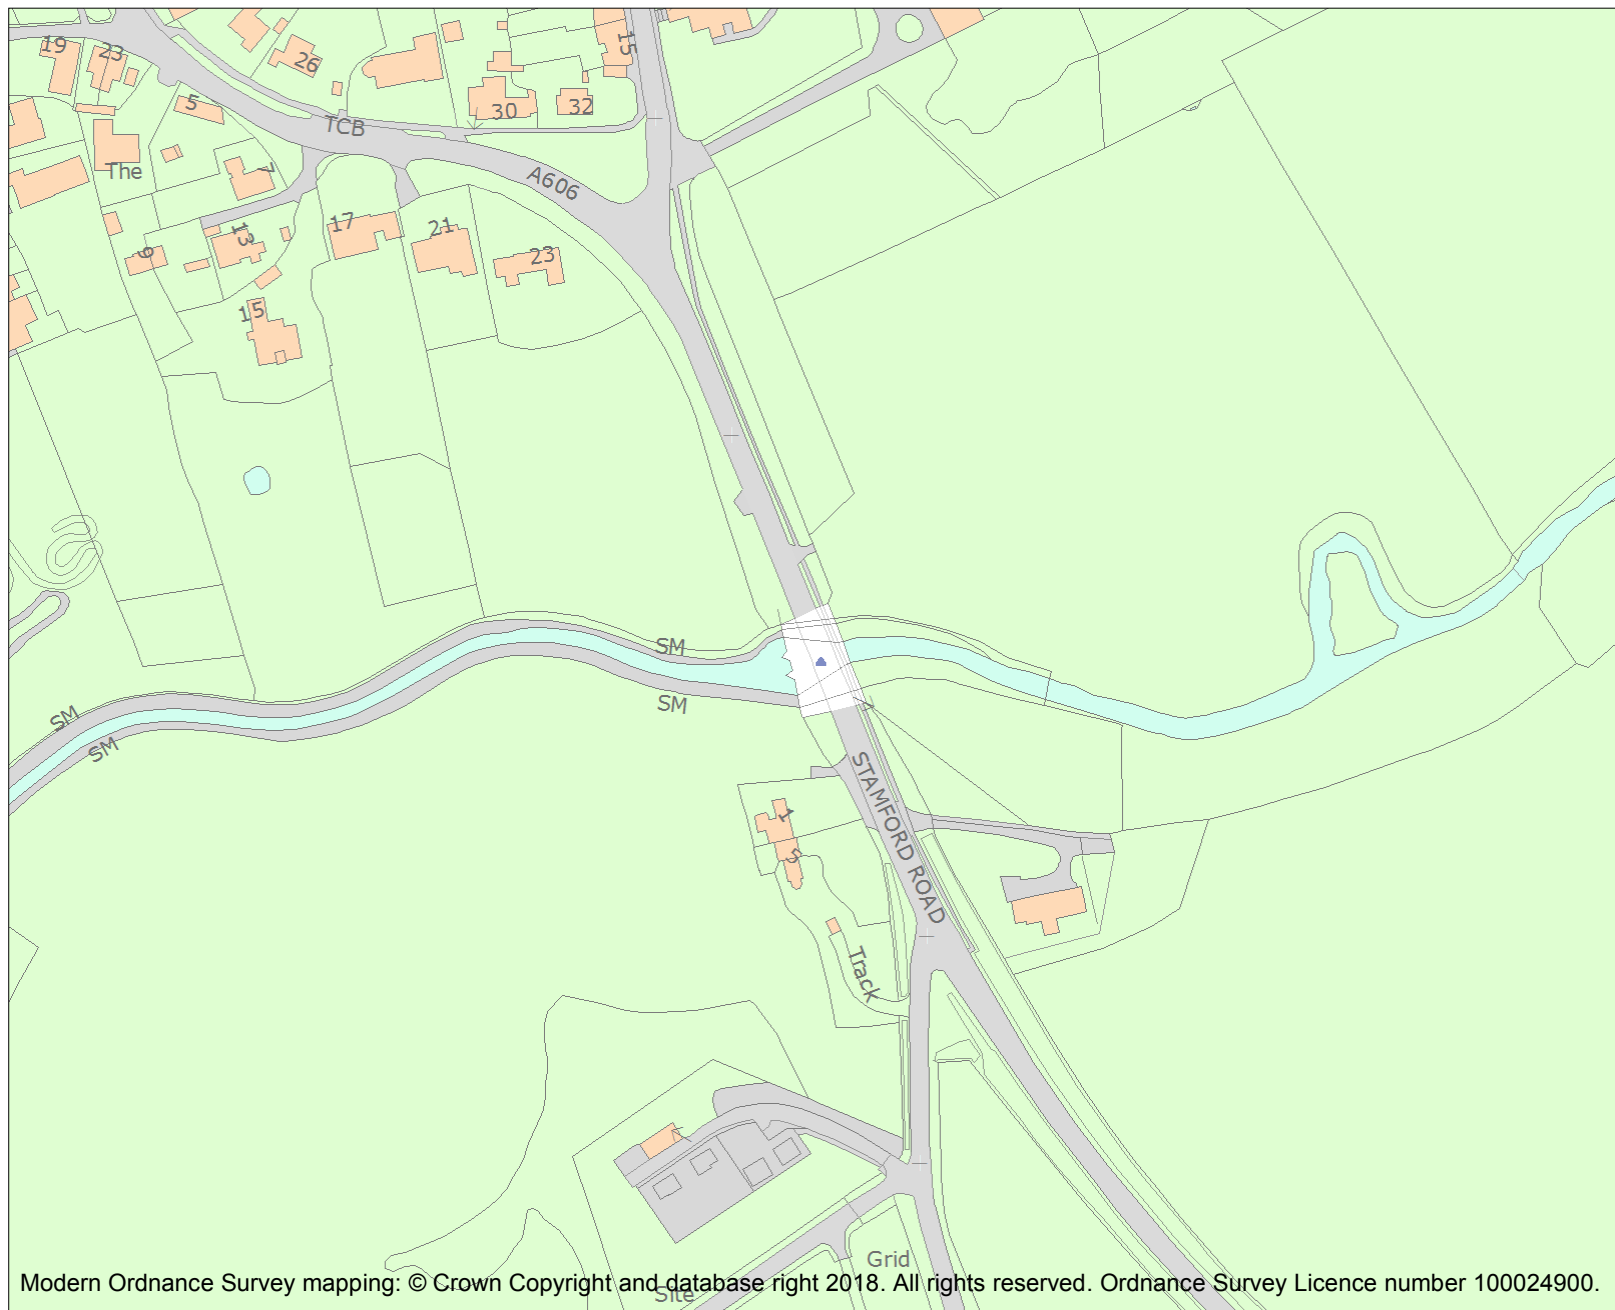 19
23
26
15
5
30
32
TCB
The
7
A606
17
13
21
9
23
15
SM
SM
SM
SM
STAMFORD ROAD
1
5
Track
Grid
Site
Modern Ordnance Survey mapping: © Crown Copyright and database right 2018. All rights reserved. Ordnance Survey Licence number 100024900.